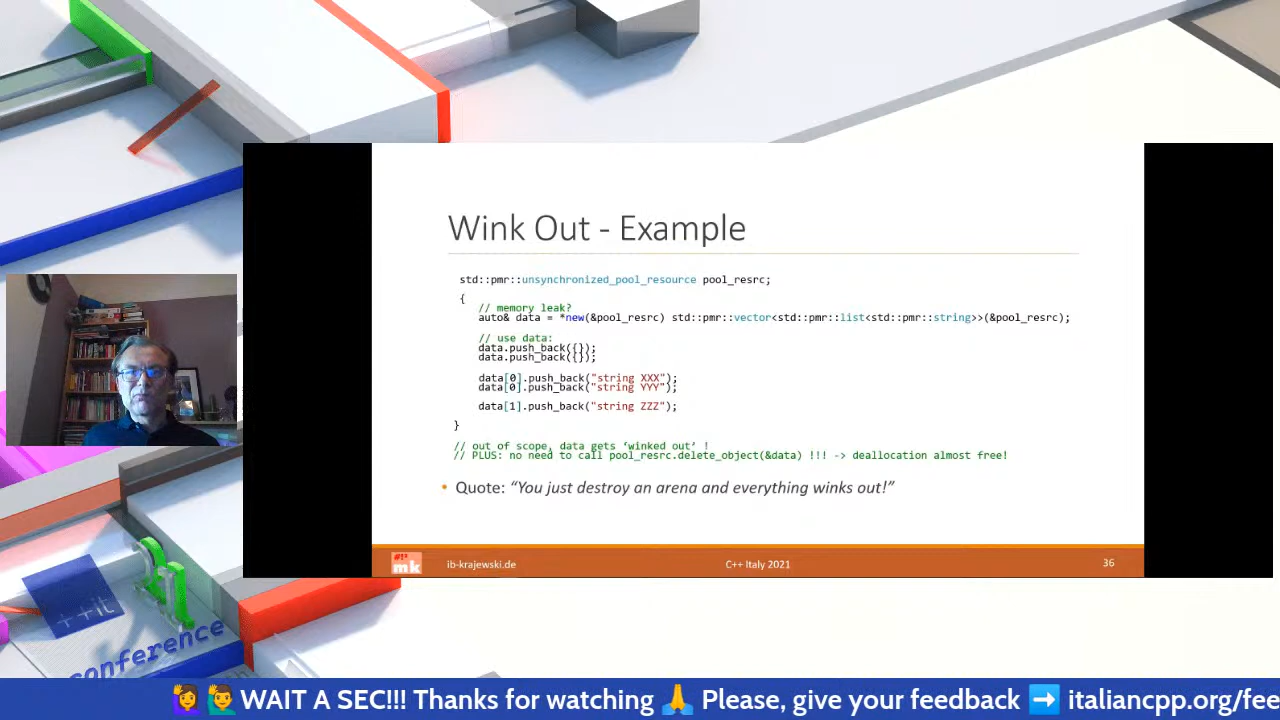 Wink Out - Example
std::pmr::unsynchronized_pool_resource pool_resrc;
{
// memory leak?
auto& data = *new(&pool_resrc) std::pmr::vector<std::pmr::list<std::pmr::string>>(&pool_resrc);
// use data:
data.push_back({});
data.push_back({});
data[0].push_back("string XXX");
data[0].push_back("string YYY");
data[1].push_back("string ZZZ");
}
// out of scope, data gets ‘winked out’ !
// PLUS: no need to call pool_resrc.delete_object(&data) !!! -> deallocation almost free!
• Quote: “You just destroy an arena and everything winks out!”
#!"
mk
ib-krajewski.de
C++ Italy 2021
36
++it
conference
🙋‍♀️ 🙋‍♂️ WAIT A SEC!!! Thanks for watching 🙏 Please, give your feedback ➡️ italiancpp.org/fee